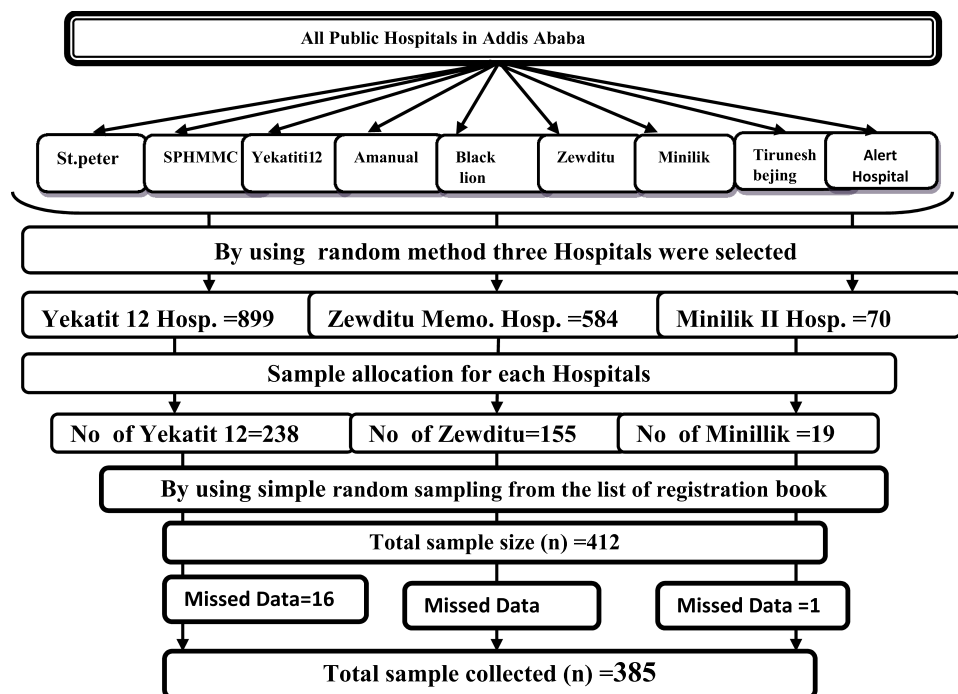 All Public Hospitals in Addis Ababa
St.peter
SPHMMC
Yekatiti12
Amanual
Black
lion
Zewditu
Minilik
Tirunesh
bejing
Alert
Hospital
By using random method three Hospitals were selected
Yekatit 12 Hosp. =899
Zewditu Memo. Hosp. =584
Minilik II Hosp. =70
Sample allocation for each Hospitals
No of Yekatit 12=238
No of Zewditu=155
No of Minillik =19
By using simple random sampling from the list of registration book
Total sample size (n) =412
Missed Data=16
Missed Data
Missed Data =1
Total sample collected (n) =385